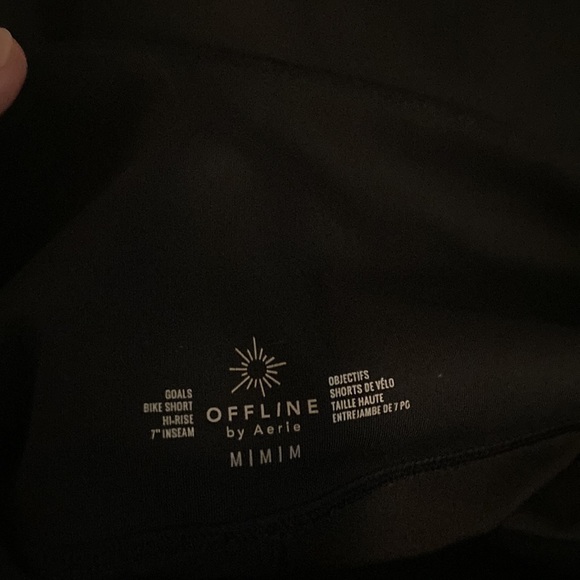 GOALS
BIKE SHORT
HI-RISE
7" INSEAM
OFFLINE
by Aerie
M|M|M
OBJECTIFS
SHORTS DE VÉLO
TAILLE HAUTE
ENTREJAMBE DE 7 PO